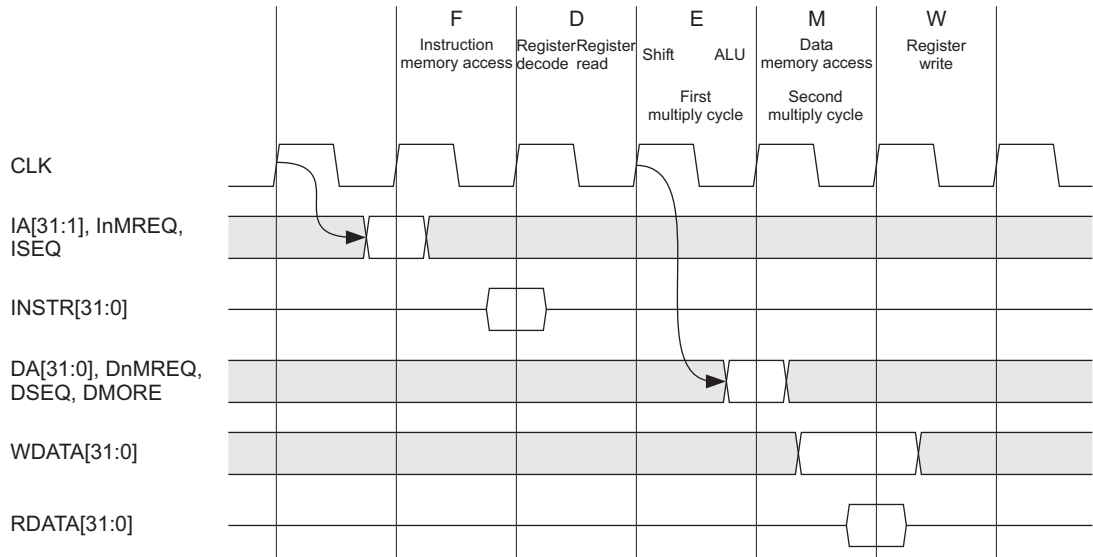 F D E M W
Instruction RegisterRegister Data Register
memory access decode read Shift ALU memory access write
First Second
multiply cycle multiply cycle
CLK
IA[31:1], InMREQ,
ISEQ
INSTR[31:0]
DA[31:0], DnMREQ,
DSEQ, DMORE
WDATA[31:0]
RDATA[31:0]